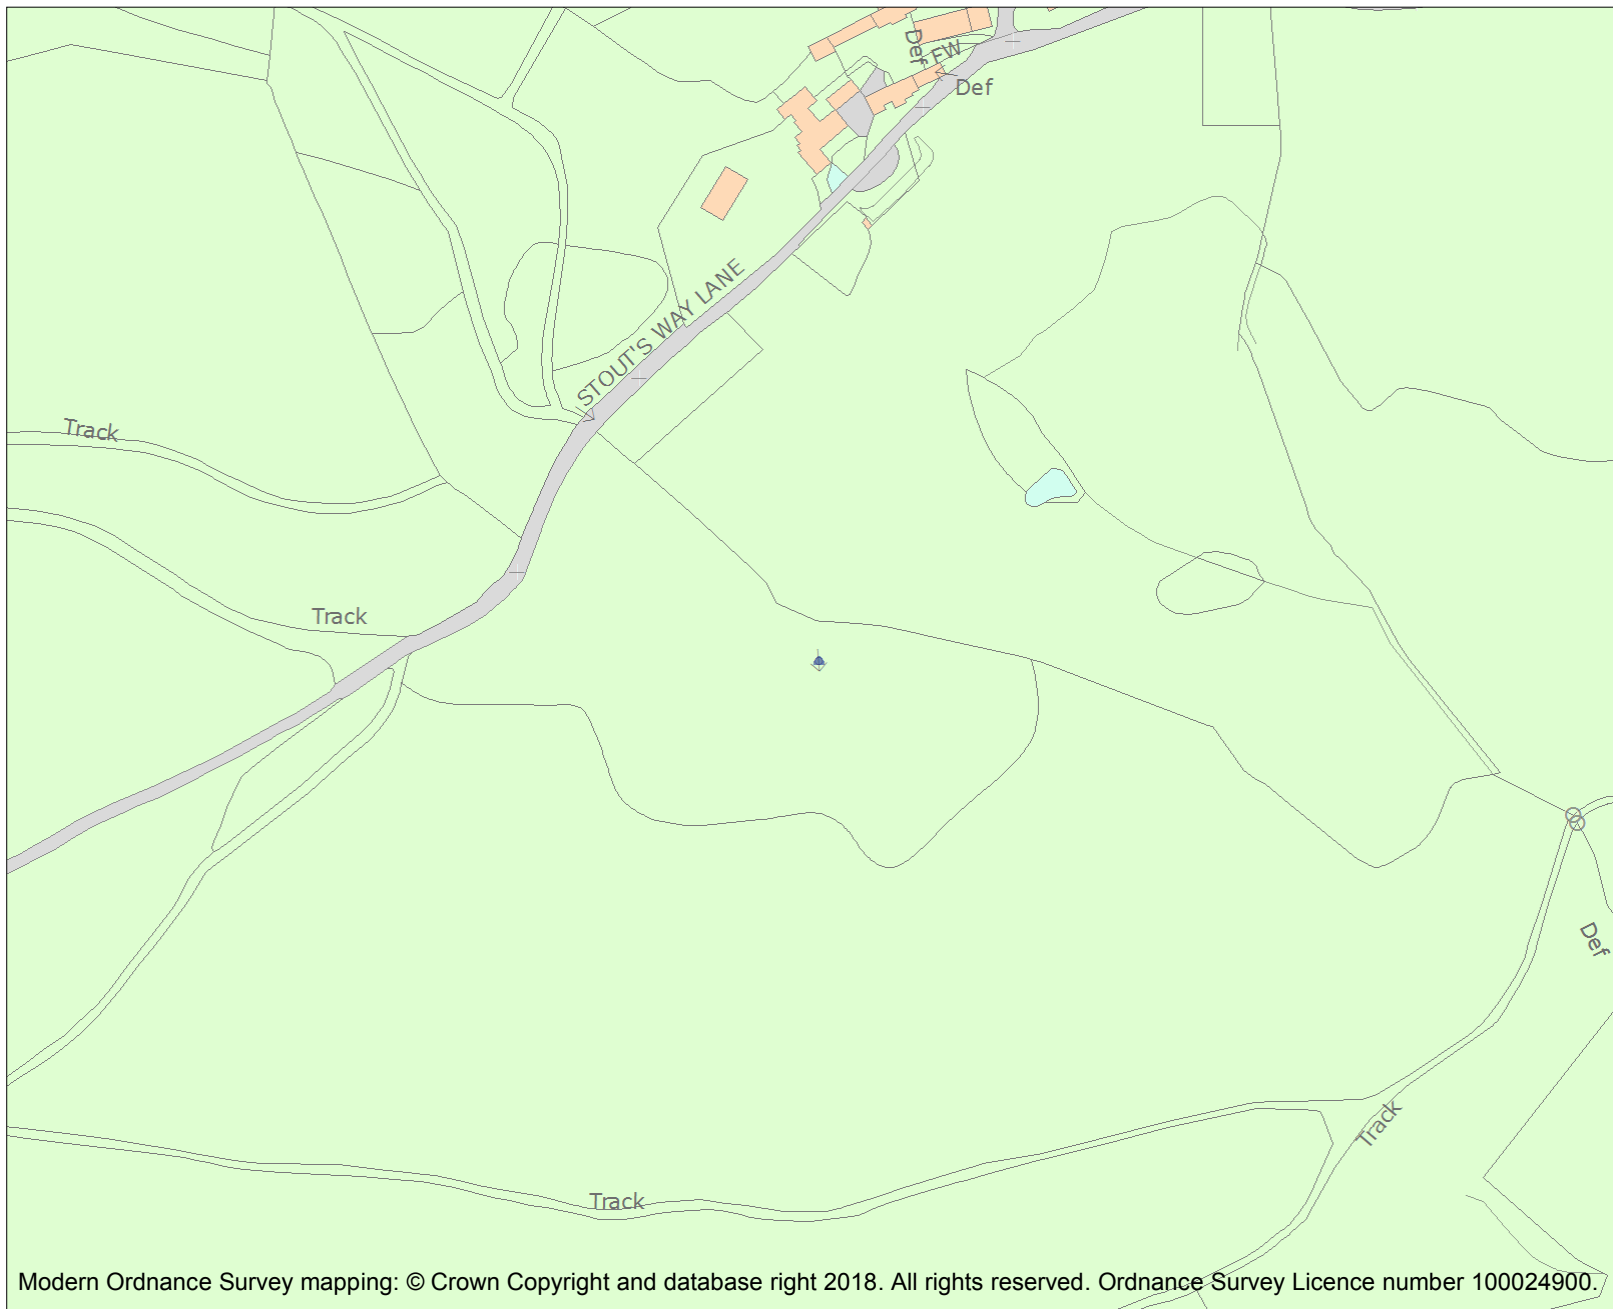 Def
FW
Def
STOUT'S WAY LANE
Track
Track
Def
Track
Track
Modern Ordnance Survey mapping: © Crown Copyright and database right 2018. All rights reserved. Ordnance Survey Licence number 100024900.